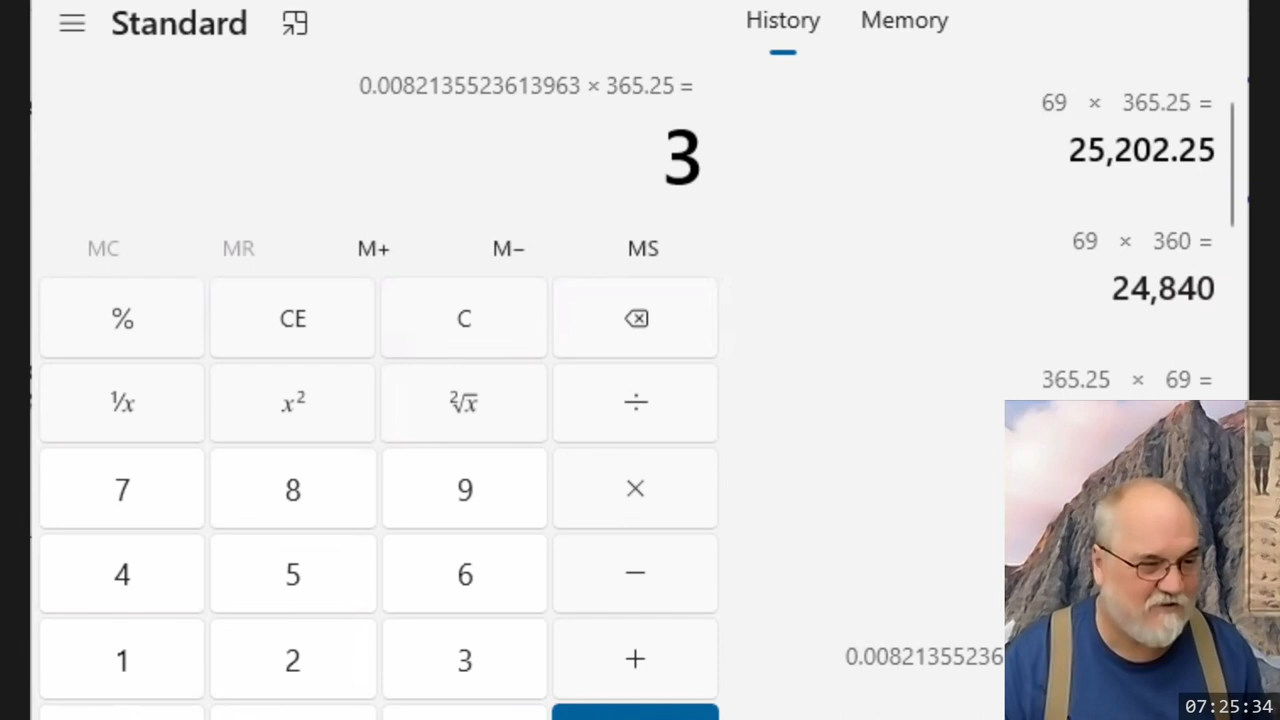 Standard
History Memory
0.0082135523613963 × 365.25 =
3
69 × 365.25 =
25,202.25
69 × 360 =
24,840
365.25 × 69 =
MC MR M+ M− MS
% CE C
¹/x x² ²√x ÷
7 8 9 ×
4 5 6 −
1 2 3 +
0.00821355236
07:25:34